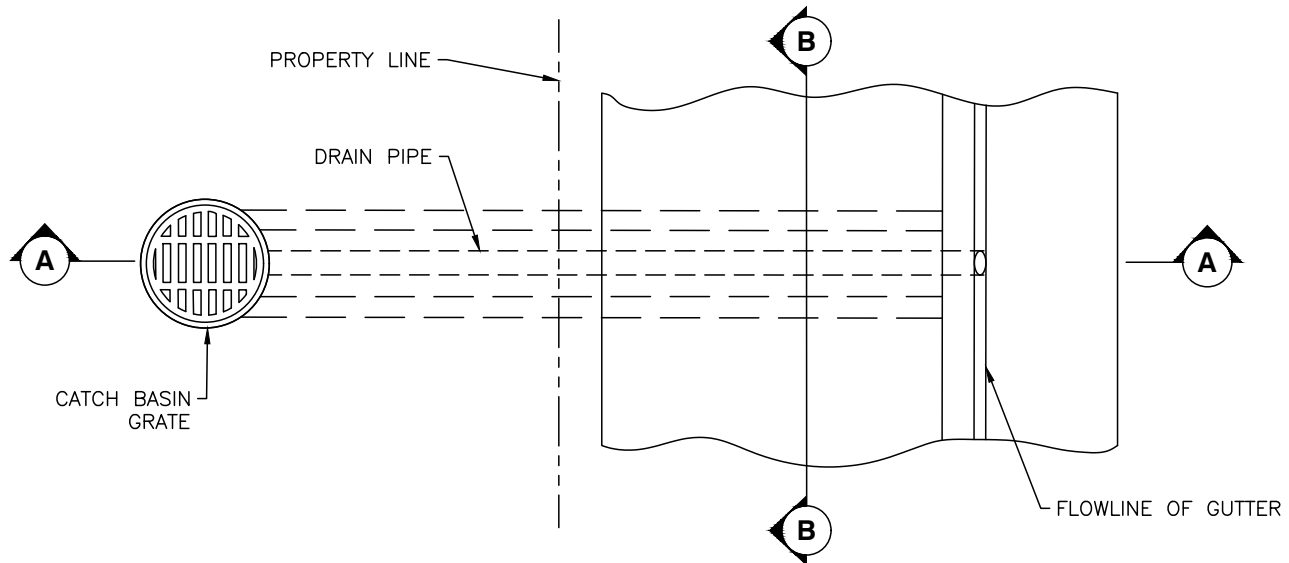 B
PROPERTY LINE
DRAIN PIPE
A
A
CATCH BASIN
GRATE
FLOWLINE OF GUTTER
B